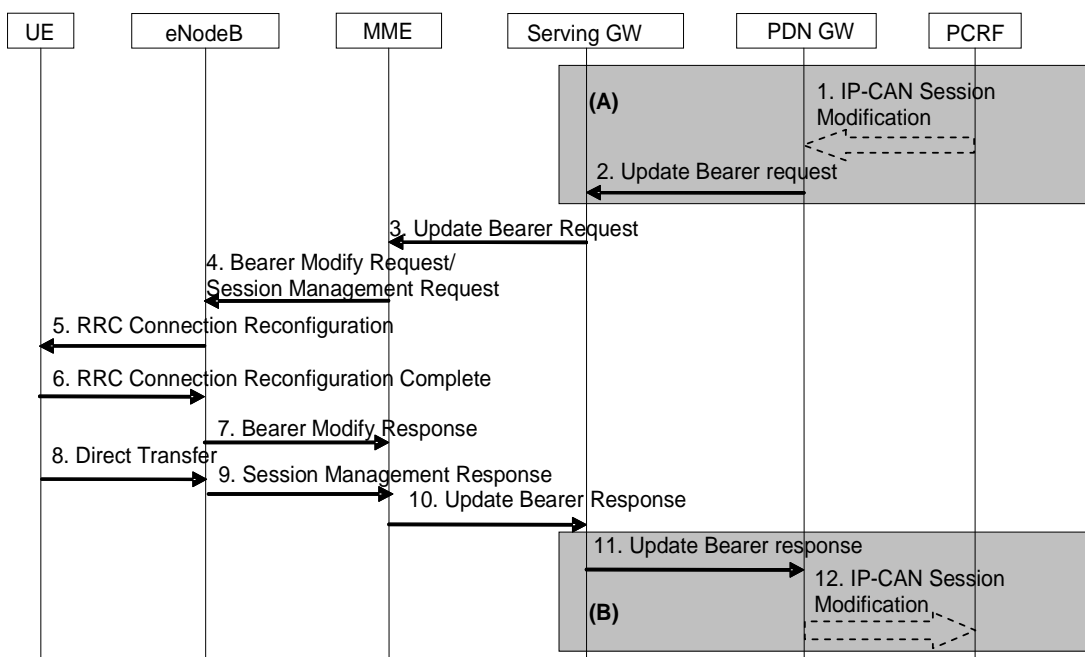 UE eNodeB MME Serving GW PDN GW PCRF
(A)
1. IP-CAN Session
Modification
2. Update Bearer request
3. Update Bearer Request
4. Bearer Modify Request/
Session Management Request
5. RRC Connection Reconfiguration
6. RRC Connection Reconfiguration Complete
7. Bearer Modify Response
8. Direct Transfer
9. Session Management Response
10. Update Bearer Response
11. Update Bearer response
12. IP-CAN Session
Modification
(B)